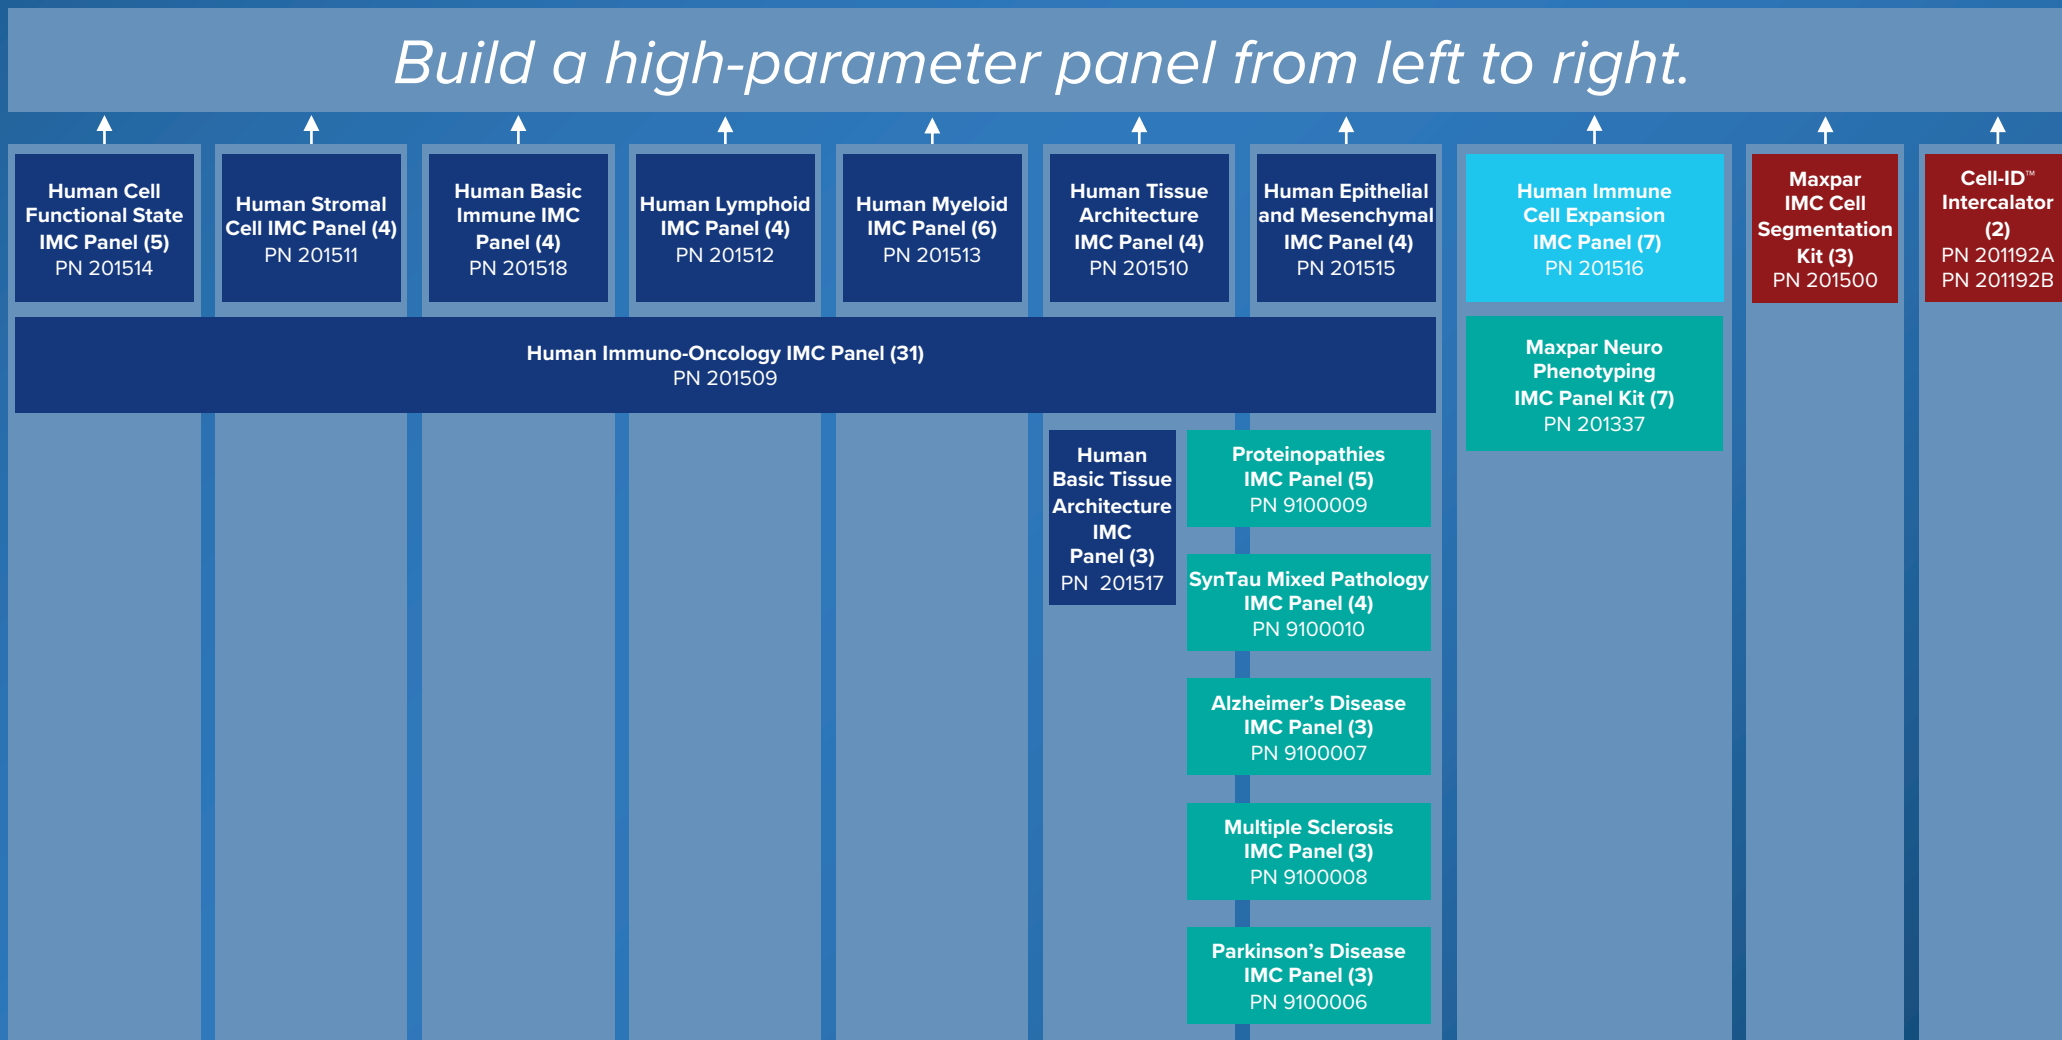 Build a high-parameter panel from left to right.
Human Cell
Functional State
IMC Panel (5)
PN 201514
Human Stromal
Cell IMC Panel (4)
PN 201511
Human Basic
Immune IMC
Panel (4)
PN 201518
Human Lymphoid
IMC Panel (4)
PN 201512
Human Myeloid
IMC Panel (6)
PN 201513
Human Tissue
Architecture
IMC Panel (4)
PN 201510
Human Epithelial
and Mesenchymal
IMC Panel (4)
PN 201515
Human Immune
Cell Expansion
IMC Panel (7)
PN 201516
Maxpar
IMC Cell
Segmentation
Kit (3)
PN 201500
Cell-ID™
Intercalator
(2)
PN 201192A
PN 201192B
Human Immuno-Oncology IMC Panel (31)
PN 201509
Maxpar Neuro
Phenotyping
IMC Panel Kit (7)
PN 201337
Human
Basic Tissue
Architecture
IMC
Panel (3)
PN  201517
Proteinopathies
IMC Panel (5)
PN 9100009
SynTau Mixed Pathology
IMC Panel (4)
PN 9100010
Alzheimer’s Disease
IMC Panel (3)
PN 9100007
Multiple Sclerosis
IMC Panel (3)
PN 9100008
Parkinson’s Disease
IMC Panel (3)
PN 9100006